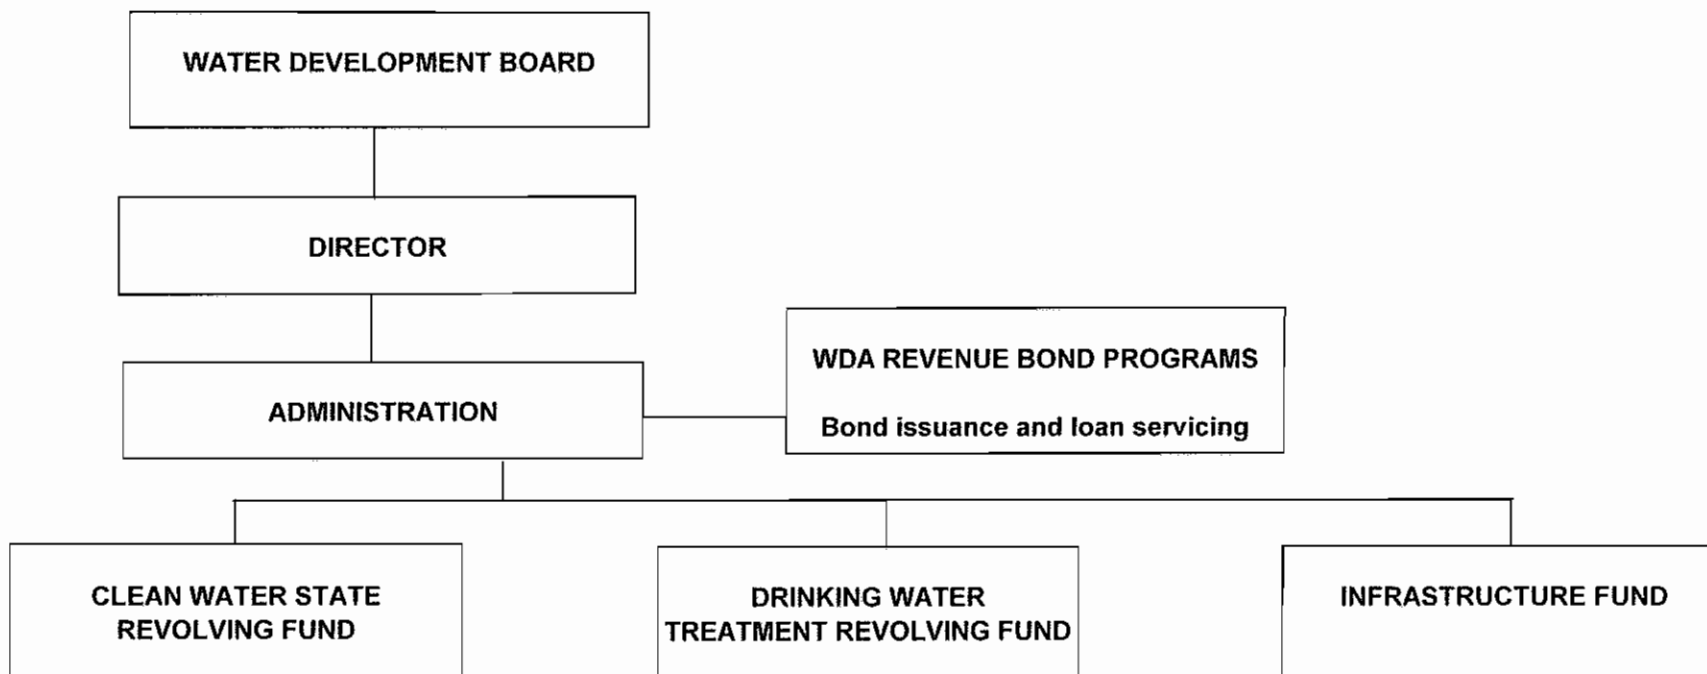 WATER DEVELOPMENT BOARD
DIRECTOR
ADMINISTRATION
WDA REVENUE BOND PROGRAMS
Bond issuance and loan servicing
CLEAN WATER STATE
REVOLVING FUND
DRINKING WATER
TREATMENT REVOLVING FUND
INFRASTRUCTURE FUND